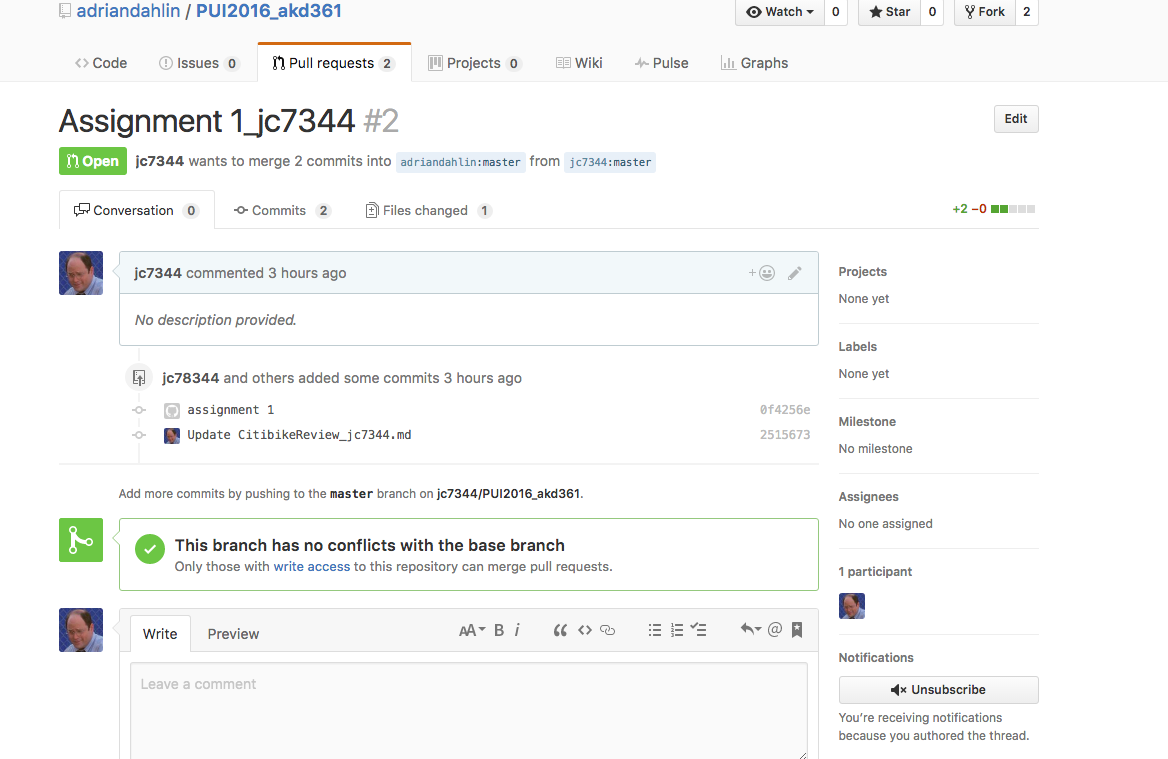 adriandahlin / PUI2016_akd361
Watch 0 Star 0 Fork 2
Code Issues 0 Pull requests 2 Projects 0 Wiki Pulse Graphs
Assignment 1_jc7344 #2
Edit
Open jc7344 wants to merge 2 commits into adriandahlin:master from jc7344:master
Conversation 0 Commits 2 Files changed 1
+2 −0
jc7344 commented 3 hours ago
No description provided.
jc78344 and others added some commits 3 hours ago
assignment 1 0f4256e
Update CitibikeReview_jc7344.md 2515673
Add more commits by pushing to the master branch on jc7344/PUI2016_akd361.
This branch has no conflicts with the base branch
Only those with write access to this repository can merge pull requests.
Write Preview
AA B i
Leave a comment
Projects
None yet
Labels
None yet
Milestone
No milestone
Assignees
No one assigned
1 participant
Notifications
Unsubscribe
You’re receiving notifications
because you authored the thread.